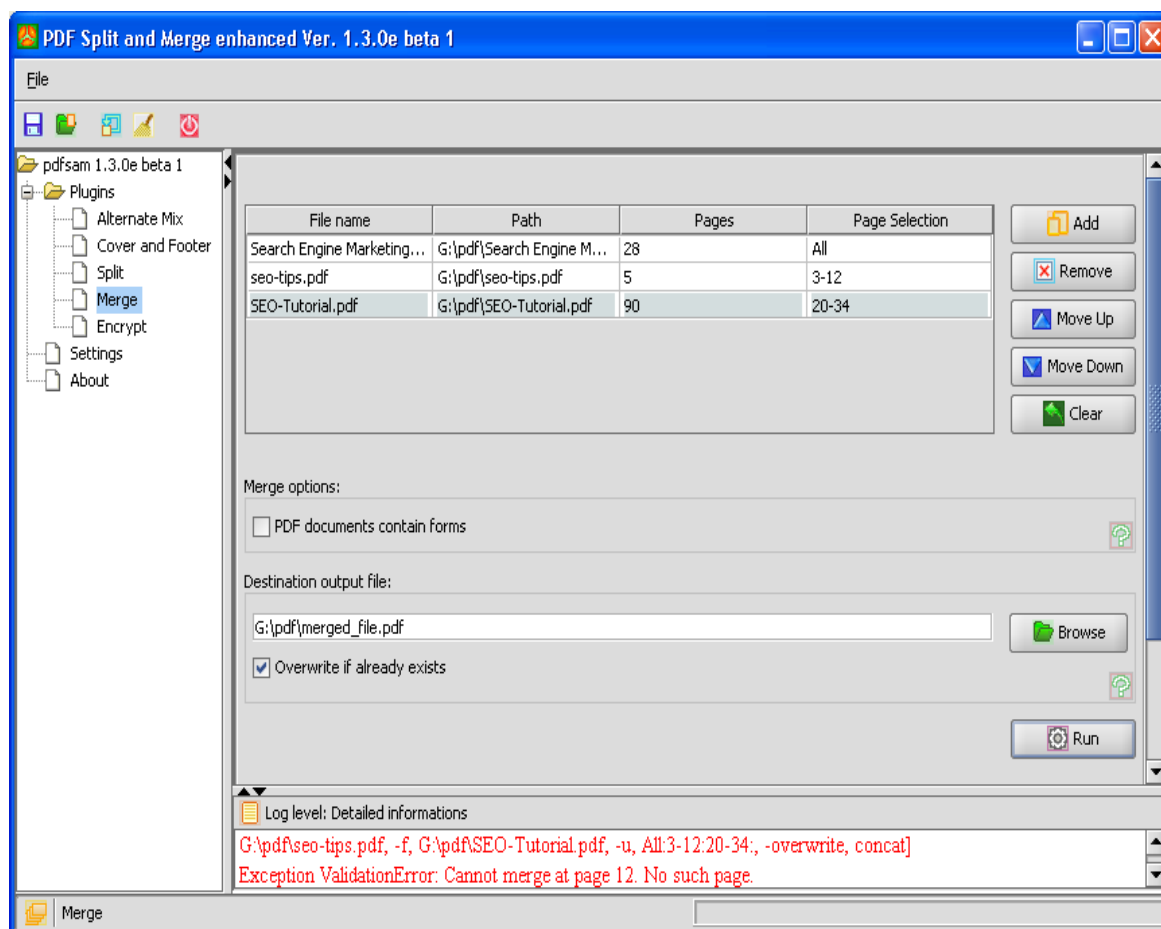 PDF Split and Merge enhanced Ver. 1.3.0e beta 1
File
pdfsam 1.3.0e beta 1
Plugins
Alternate Mix
Cover and Footer
Split
Merge
Encrypt
Settings
About
File name Path Pages Page Selection
Search Engine Marketing... G:\pdf\Search Engine M... 28 All
seo-tips.pdf G:\pdf\seo-tips.pdf 5 3-12
SEO-Tutorial.pdf G:\pdf\SEO-Tutorial.pdf 90 20-34
Add
Remove
Move Up
Move Down
Clear
Merge options:
PDF documents contain forms
Destination output file:
G:\pdf\merged_file.pdf
Browse
Overwrite if already exists
Run
Log level: Detailed informations
G:\pdf\seo-tips.pdf, -f, G:\pdf\SEO-Tutorial.pdf, -u, All:3-12:20-34:, -overwrite, concat]
Exception ValidationError: Cannot merge at page 12. No such page.
Merge